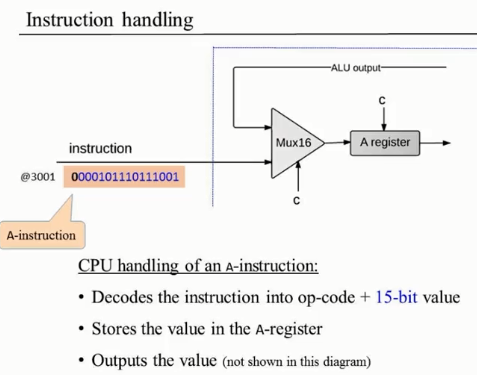 Instruction handling
ALU output
C
Mux16
A register
instruction
@3001
0000101110111001
C
A-instruction
CPU handling of an A-instruction:
• Decodes the instruction into op-code + 15-bit value
• Stores the value in the A-register
• Outputs the value (not shown in this diagram)